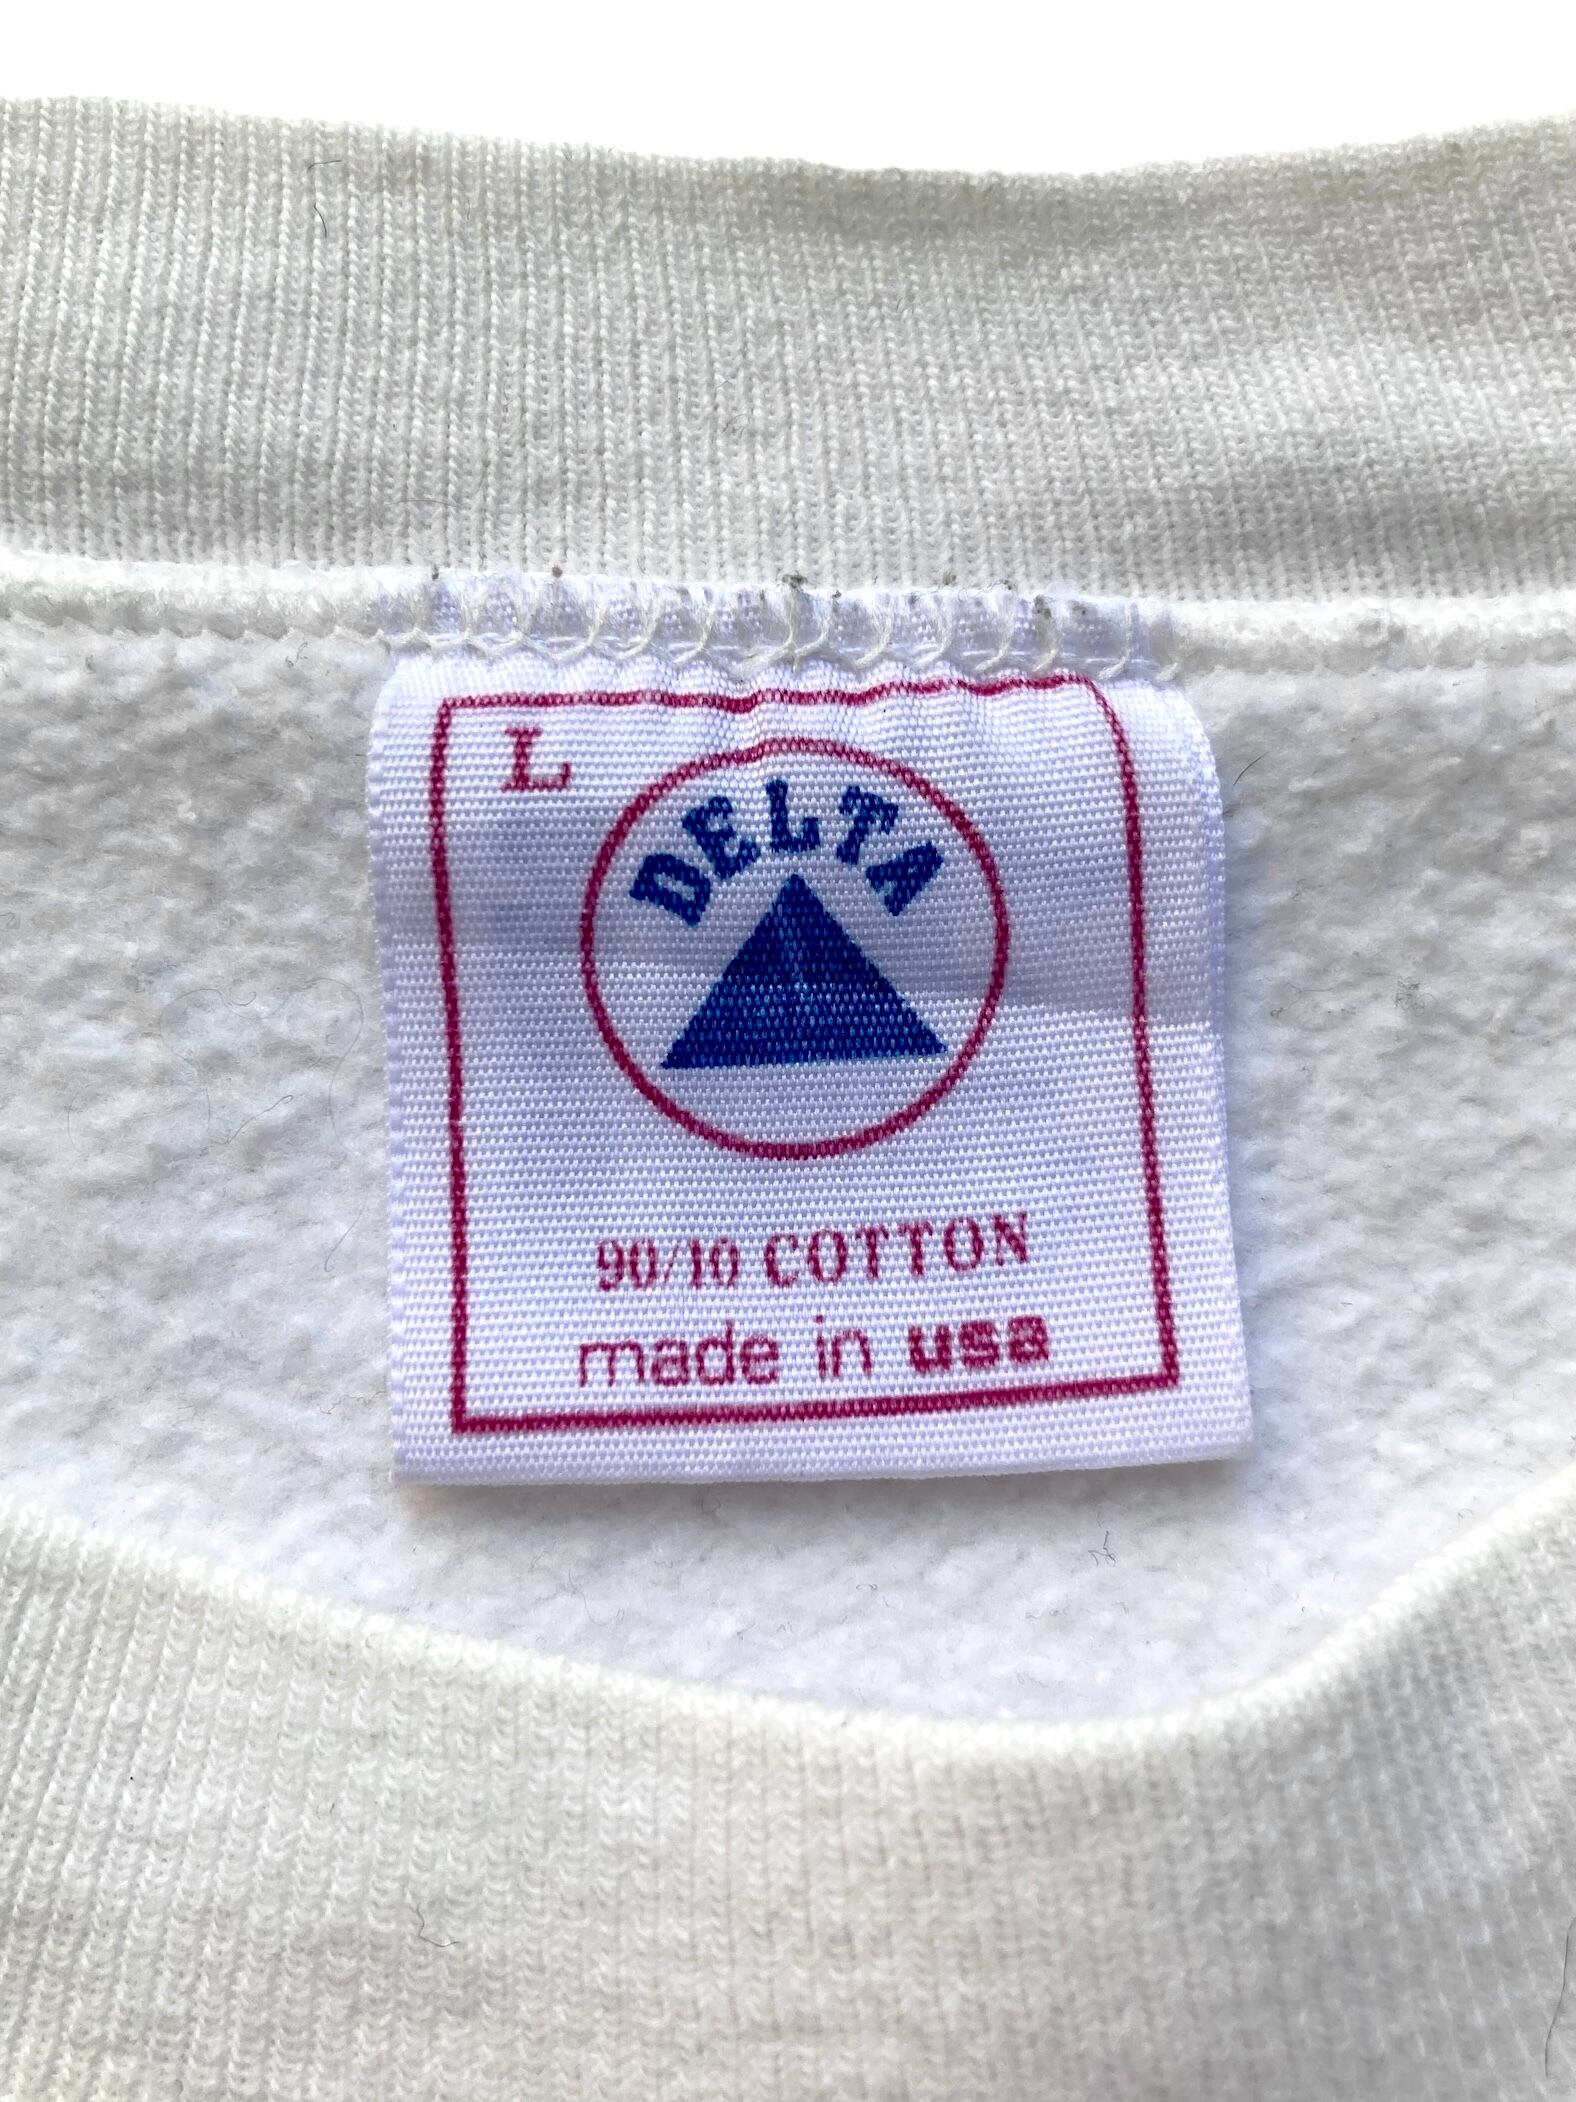 L
DELTA
90/10 COTTON
made in usa